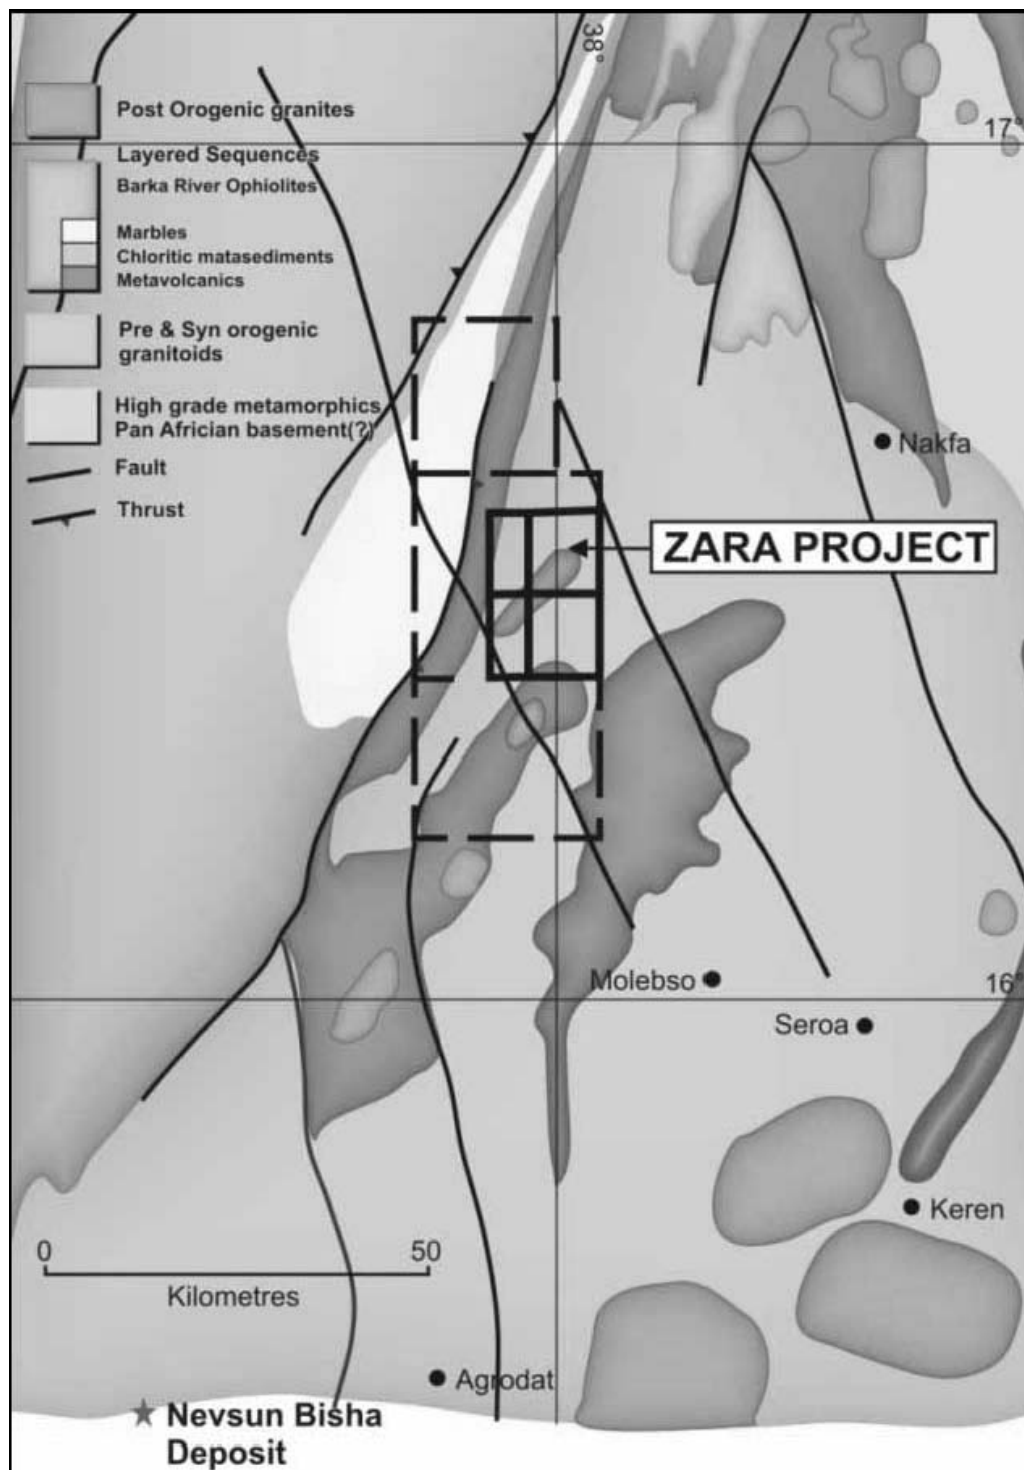 38°
Post Orogenic granites
17°
Layered Sequences
Barka River Ophiolites
Marbles
Chloritic matasediments
Metavolcanics
Pre & Syn orogenic
granitoids
High grade metamorphics
Pan Africian basement(?)
Nakfa
Fault
Thrust
ZARA PROJECT
Molebso
16°
Seroa
Keren
0 50
Kilometres
Agrodat
Nevsun Bisha
Deposit